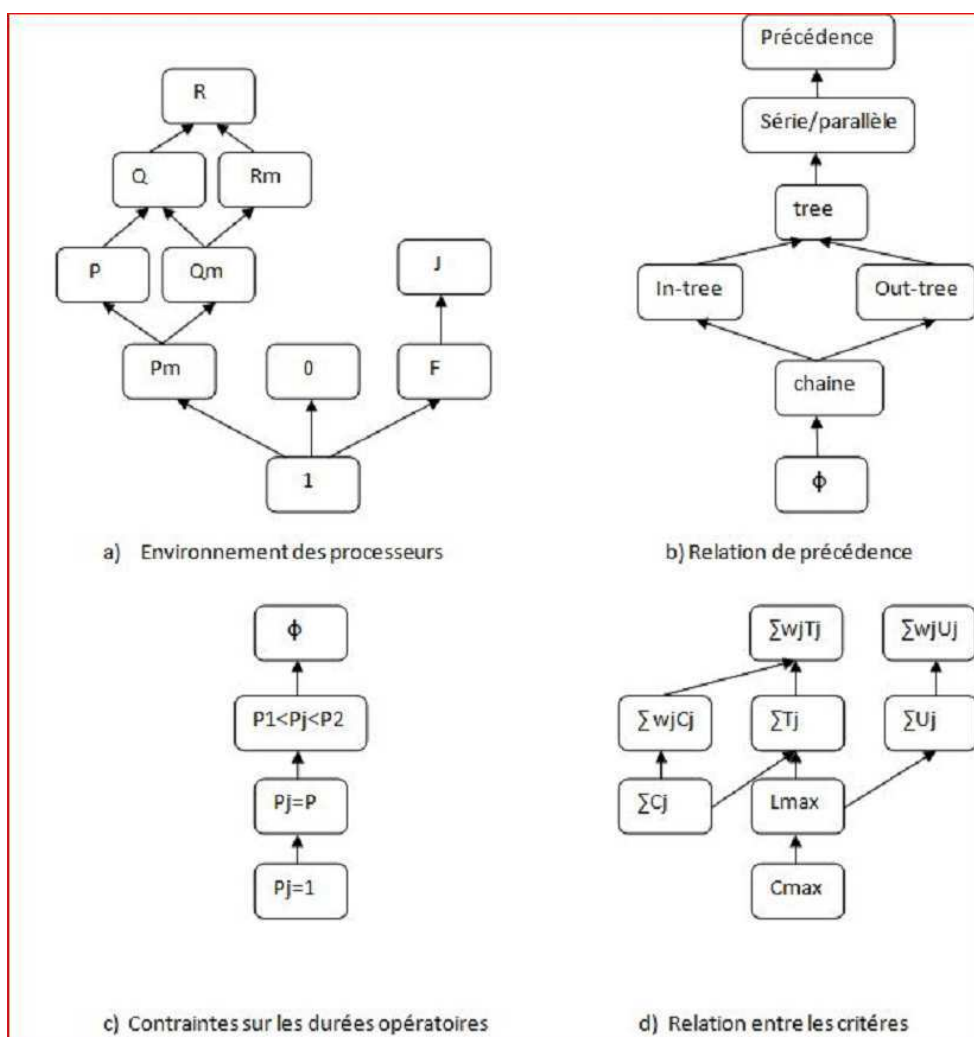 R
Q
Rm
P
Qm
J
Pm
0
F
1
a) Environnement des processeurs
Précédence
Série/parallèle
tree
In-tree
Out-tree
chaine
ϕ
b) Relation de précédence
ϕ
P1<Pj<P2
Pj=P
Pj=1
c) Contraintes sur les durées opératoires
∑wjTj
∑wjUj
∑wjCj
∑Tj
∑Uj
∑Cj
Lmax
Cmax
d) Relation entre les critéres